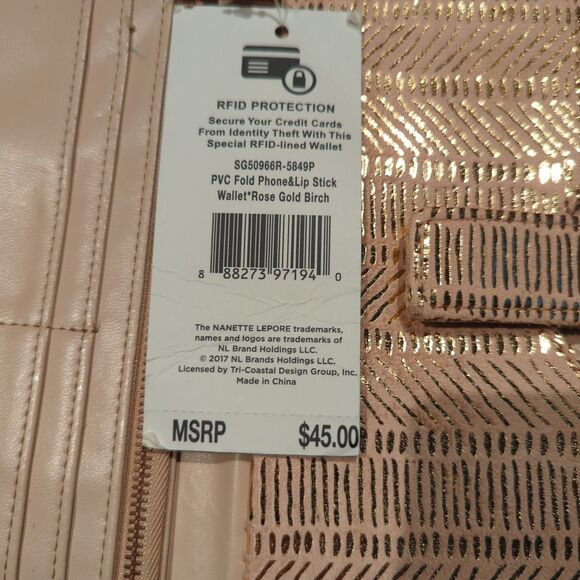 RFID PROTECTION
Secure Your Credit Cards
From Identity Theft With This
Special RFID-lined Wallet
SG50966R-5849P
PVC Fold Phone&Lip Stick
Wallet*Rose Gold Birch
8 88273 97194 0
The NANETTE LEPORE trademarks,
names and logos are trademarks of
NL Brand Holdings LLC.
© 2017 NL Brands Holdings LLC.
Licensed by Tri-Coastal Design Group, Inc.
Made in China
MSRP $45.00